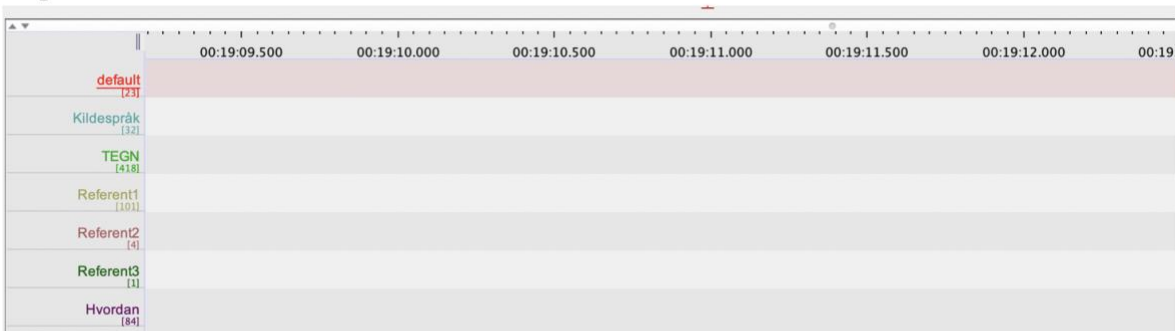 00:19:09.500 00:19:10.000 00:19:10.500 00:19:11.000 00:19:11.500 00:19:12.000 00:19
default
[23]
Kildespråk
[32]
TEGN
[418]
Referent1
[101]
Referent2
[4]
Referent3
[1]
Hvordan
[84]